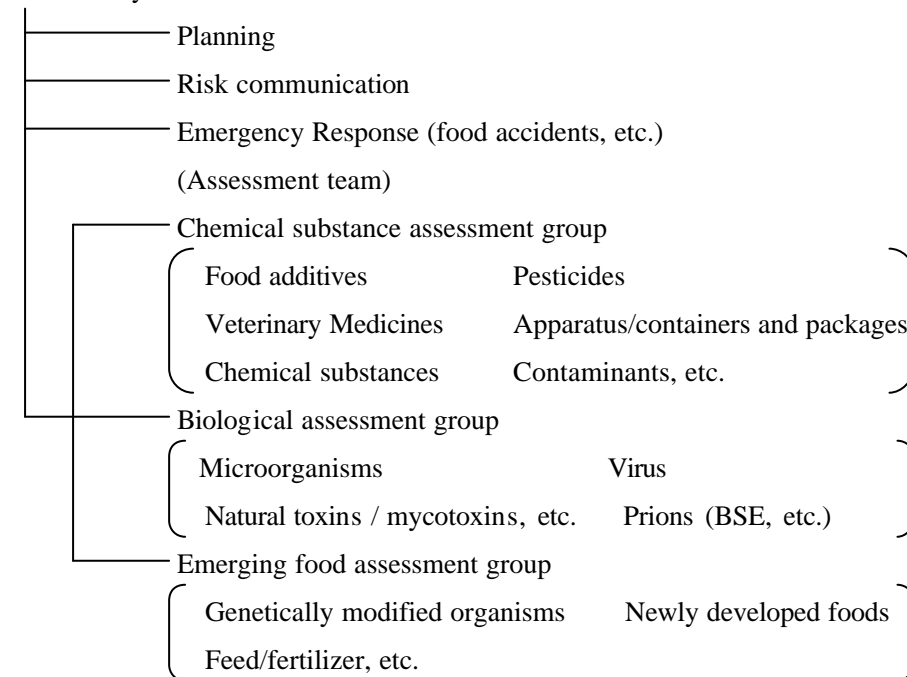 Planning
Risk communication
Emergency Response (food accidents, etc.)
(Assessment team)
Chemical substance assessment group
Food additives Pesticides
Veterinary Medicines Apparatus/containers and packages
Chemical substances Contaminants, etc.
Biological assessment group
Microorganisms Virus
Natural toxins / mycotoxins, etc. Prions (BSE, etc.)
Emerging food assessment group
Genetically modified organisms Newly developed foods
Feed/fertilizer, etc.